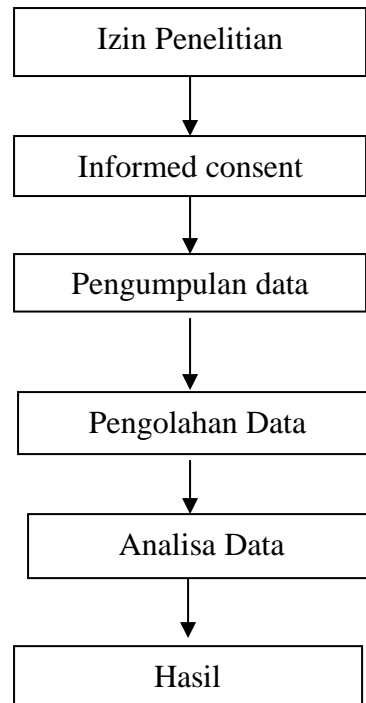 Izin Penelitian
Informed consent
Pengumpulan data
Pengolahan Data
Analisa Data
Hasil